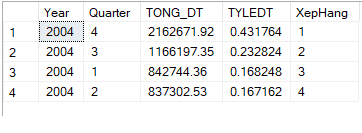 Year Quarter TONG_DT TYLEDT XepHang
1 2004 4 2162671.92 0.431764 1
2 2004 3 1166197.35 0.232824 2
3 2004 1 842744.36 0.168248 3
4 2004 2 837302.53 0.167162 4